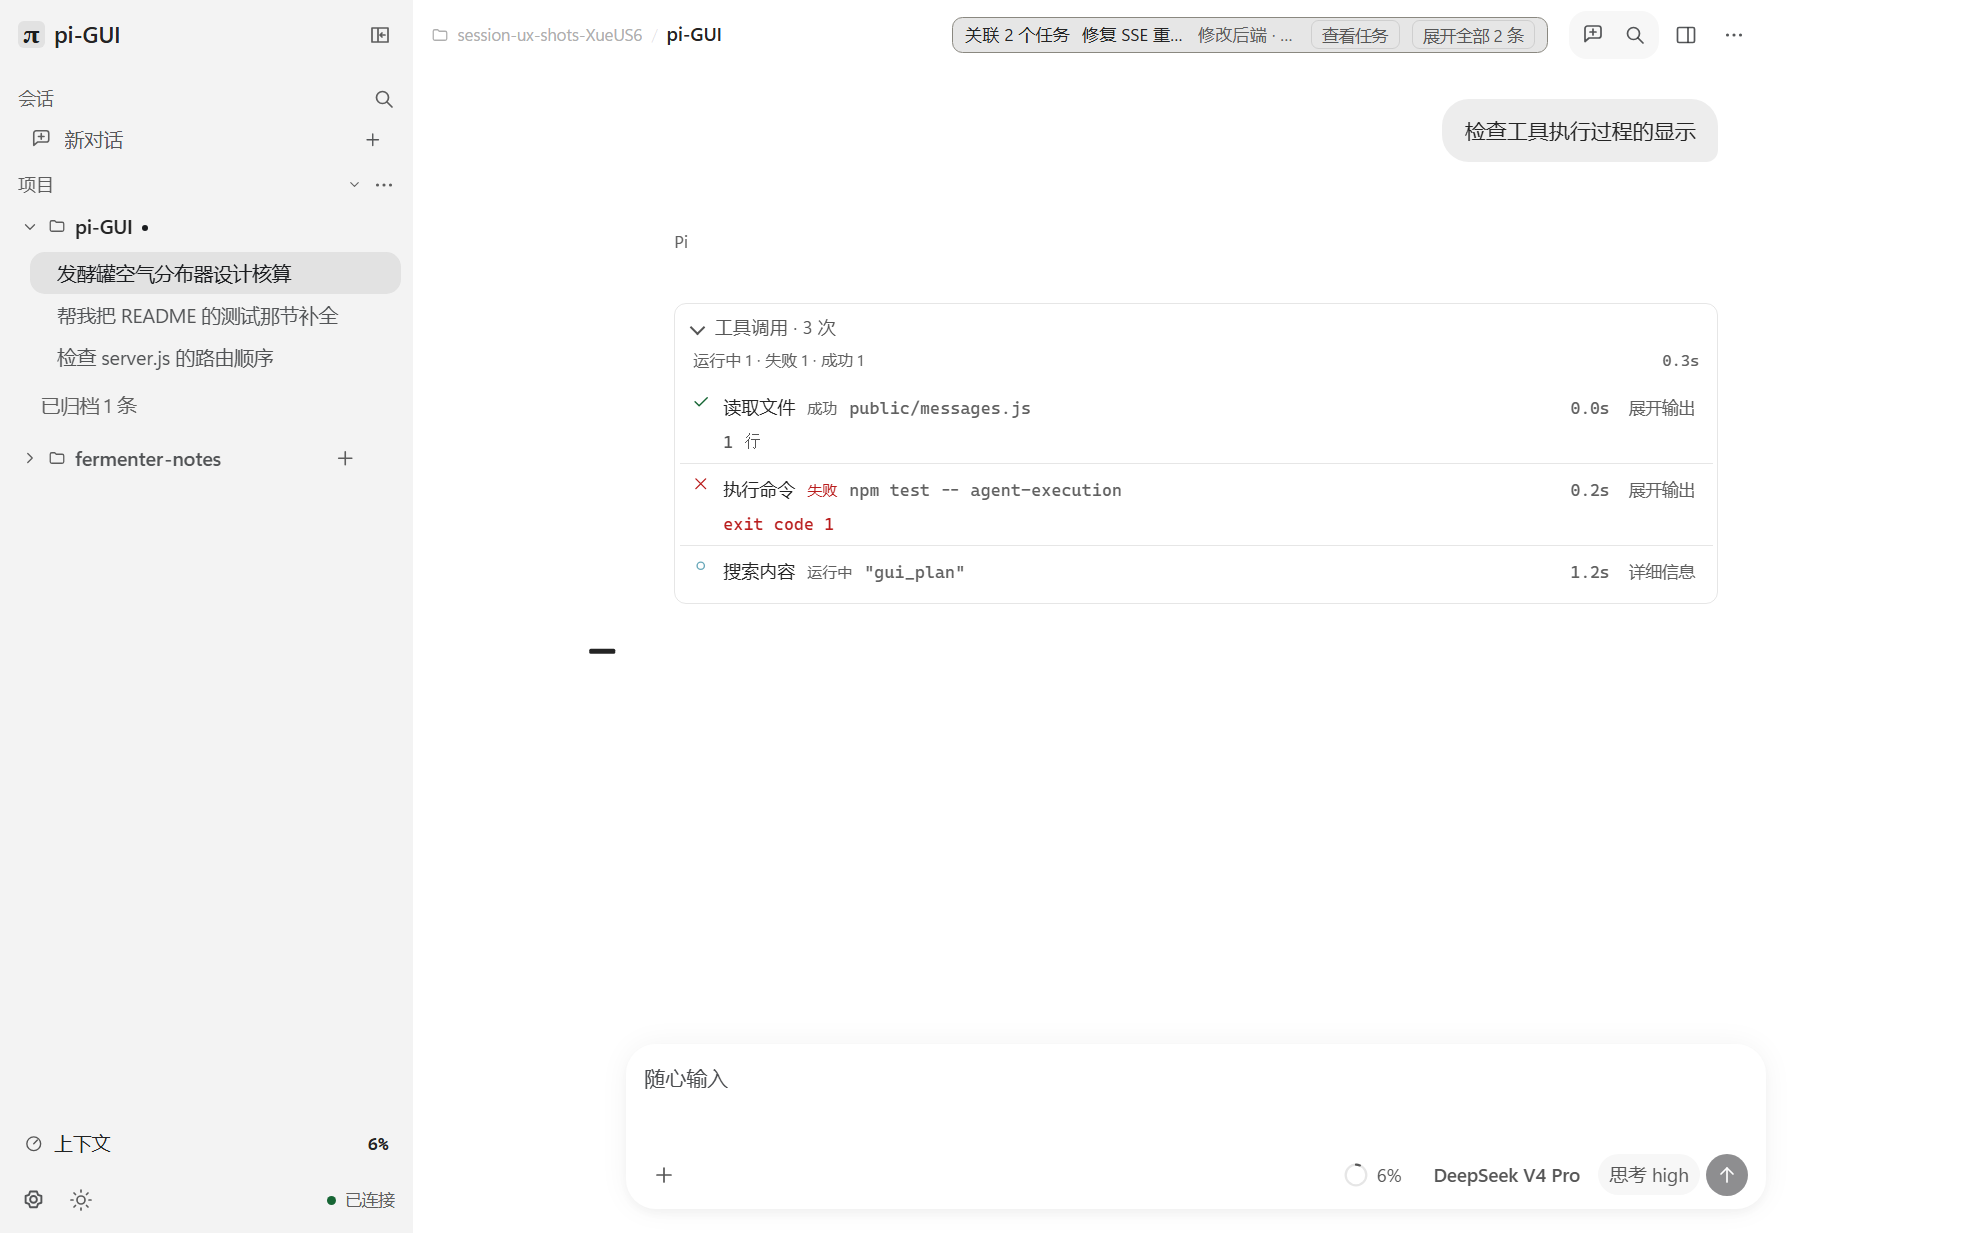 π pi-GUI
会话
新对话
项目
pi-GUI
发酵罐空气分布器设计核算
帮我把 README 的测试那节补全
检查 server.js 的路由顺序
已归档 1 条
fermenter-notes
上下文 6%
已连接
session-ux-shots-XueUS6 / pi-GUI
关联 2 个任务 修复 SSE 重... 修改后端 · ... 查看任务 展开全部 2 条
检查工具执行过程的显示
Pi
工具调用 · 3 次
运行中 1 · 失败 1 · 成功 1 0.3s
读取文件 成功 public/messages.js 0.0s 展开输出
1 行
执行命令 失败 npm test -- agent-execution 0.2s 展开输出
exit code 1
搜索内容 运行中 "gui_plan" 1.2s 详细信息
随心输入
6% DeepSeek V4 Pro 思考 high